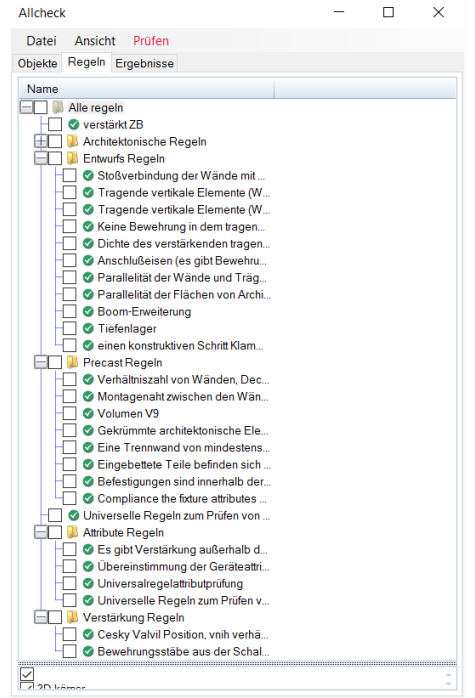 Allcheck
Datei Ansicht Prüfen
Objekte Regeln Ergebnisse
Name
Alle regeln
verstärkt ZB
Architektonische Regeln
Entwurfs Regeln
Stoßverbindung der Wände mit ...
Tragende vertikale Elemente (W...
Tragende vertikale Elemente (W...
Keine Bewehrung in dem tragen...
Dichte des verstärkenden tragen...
Anschlußeisen (es gibt Bewehru...
Parallelität der Wände und Träg...
Parallelität der Flächen von Archi...
Boom-Erweiterung
Tiefenlager
einen konstruktiven Schritt Klam...
Precast Regeln
Verhältniszahl von Wänden, Dec...
Montagenaht zwischen den Wän...
Volumen V9
Gekrümmte architektonische Ele...
Eine Trennwand von mindestens...
Eingebettete Teile befinden sich ...
Befestigungen sind innerhalb der...
Compliance the fixture attributes ...
Universelle Regeln zum Prüfen von ...
Attribute Regeln
Es gibt Verstärkung außerhalb d...
Übereinstimmung der Geräteattri...
Universalregelattributprüfung
Universelle Regeln zum Prüfen v...
Verstärkung Regeln
Cesky Valvil Position, vnih verhä...
Bewehrungsstäbe aus der Schal...
3D körper